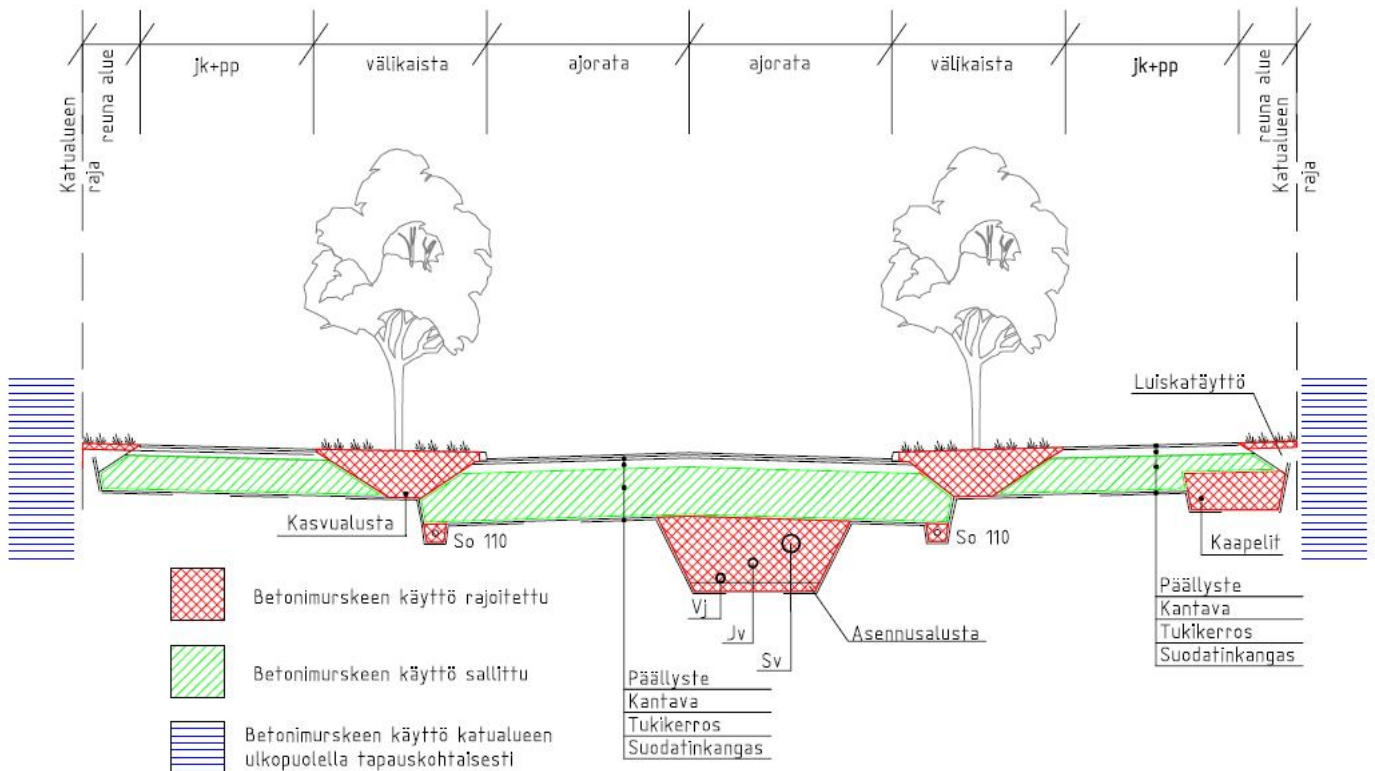 jk+pp
välikaista
ajorata
ajorata
välikaista
jk+pp
reuna alue
Katualueen
raja
reuna alue
Katualueen
raja
Luiskatäyttö
Kasvualusta
So 110
So 110
Kaapelit
Vj
Jv
Sv
Asennusalusta
Päällyste
Kantava
Tukikerros
Suodatinkangas
Päällyste
Kantava
Tukikerros
Suodatinkangas
Betonimurskeen käyttö rajoitettu
Betonimurskeen käyttö sallittu
Betonimurskeen käyttö katualueen
ulkopuolella tapauskohtaisesti